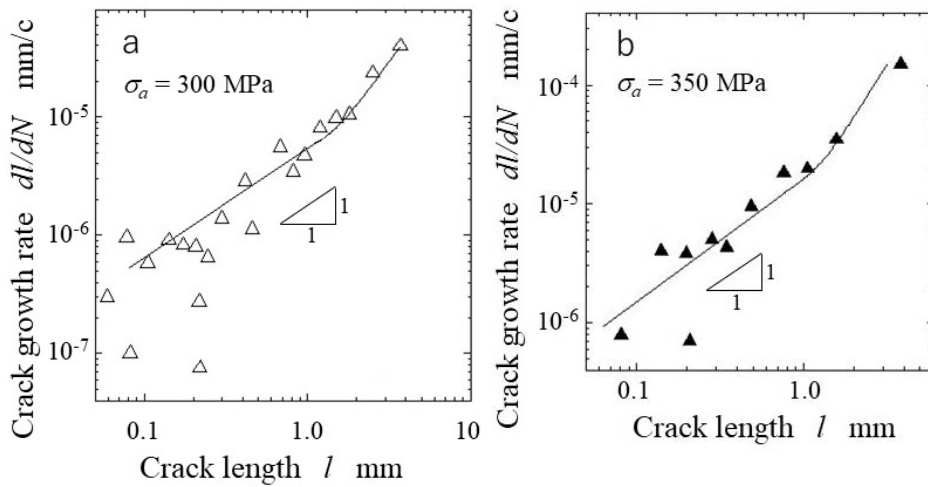 a
σa = 300 MPa
Crack growth rate dl/dN mm/c
10-5
10-6
10-7
1
1
0.1
1.0
10
Crack length l mm
b
σa = 350 MPa
Crack growth rate dl/dN mm/c
10-4
10-5
10-6
1
1
0.1
1.0
Crack length l mm